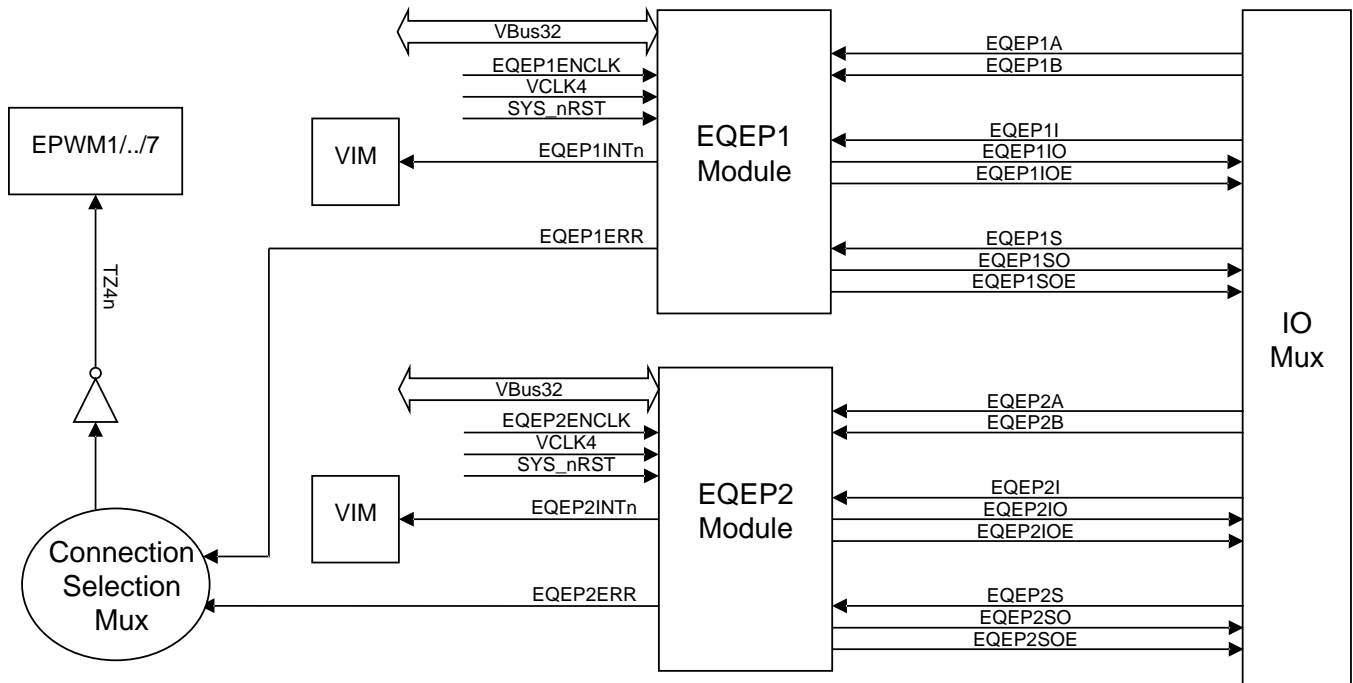 VBus32
EQEP1ENCLK
VCLK4
SYS_nRST
EPWM1/../7
VIM
EQEP1INTn
EQEP1ERR
EQEP1
Module
EQEP1A
EQEP1B
EQEP1I
EQEP1IO
EQEP1IOE
EQEP1S
EQEP1SO
EQEP1SOE
IO
Mux
TZ4n
VBus32
EQEP2ENCLK
VCLK4
SYS_nRST
VIM
EQEP2INTn
EQEP2ERR
EQEP2
Module
EQEP2A
EQEP2B
EQEP2I
EQEP2IO
EQEP2IOE
EQEP2S
EQEP2SO
EQEP2SOE
Connection
Selection
Mux